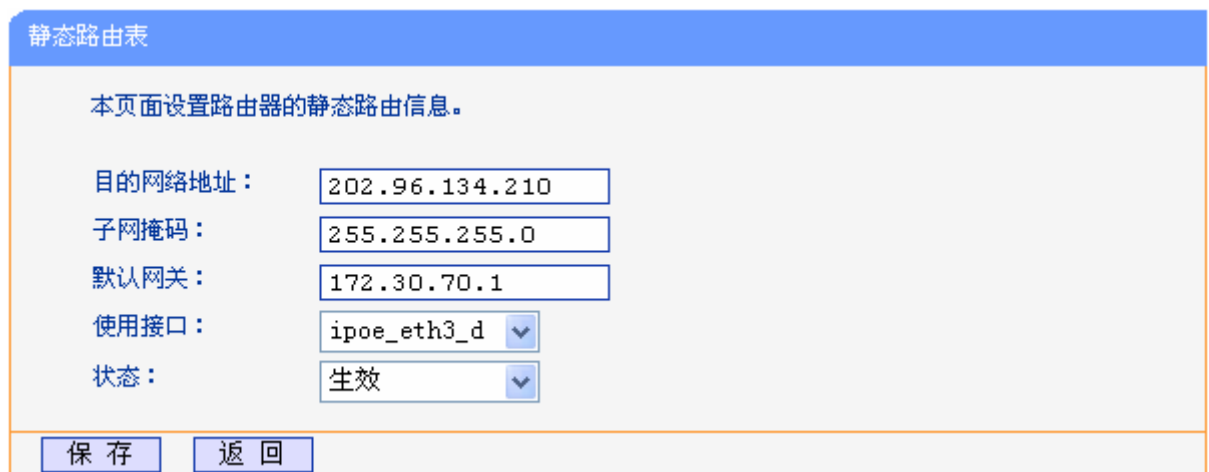 静态路由表
本页面设置路由器的静态路由信息。
目的网络地址： 202.96.134.210
子网掩码： 255.255.255.0
默认网关： 172.30.70.1
使用接口： ipoe_eth3_d
状态： 生效
保 存 返 回